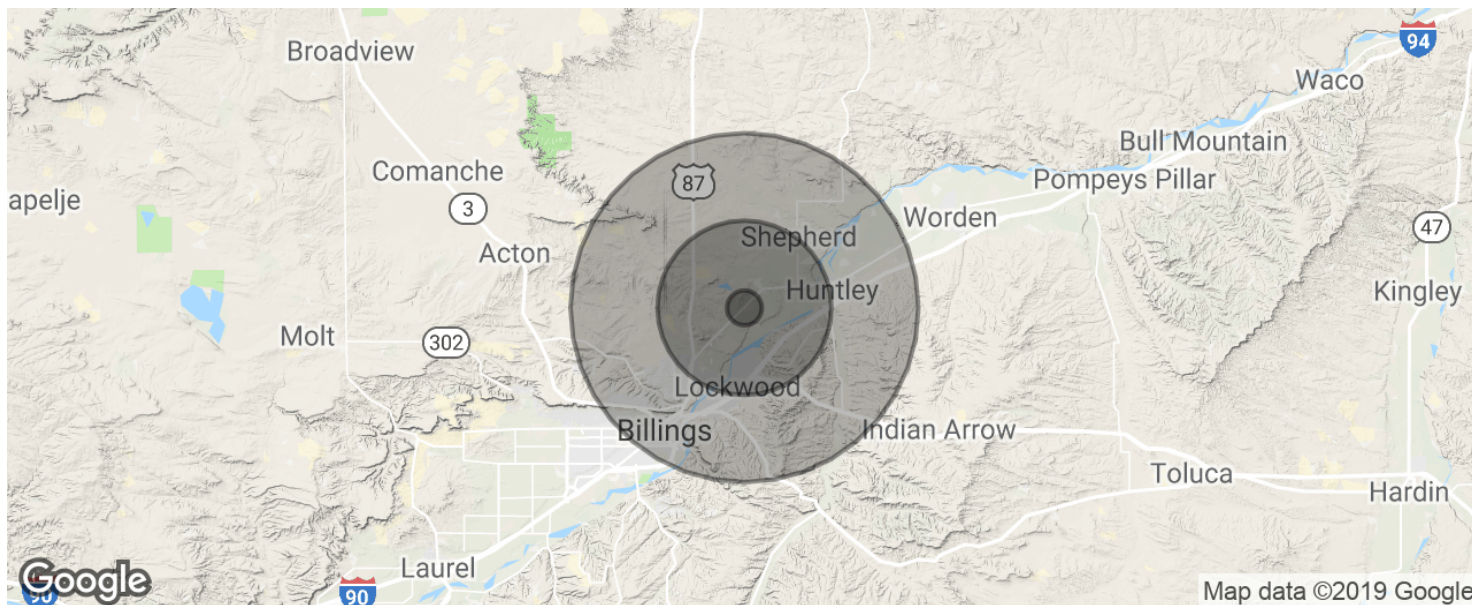 Broadview
94
Waco
Bull Mountain
Comanche
87
Pompeys Pillar
apelje
3
Worden
47
Shepherd
Acton
Huntley
Kingley
Molt
302
Lockwood
Billings
Indian Arrow
Toluca
Hardin
Laurel
Google
90
90
Map data ©2019 Google